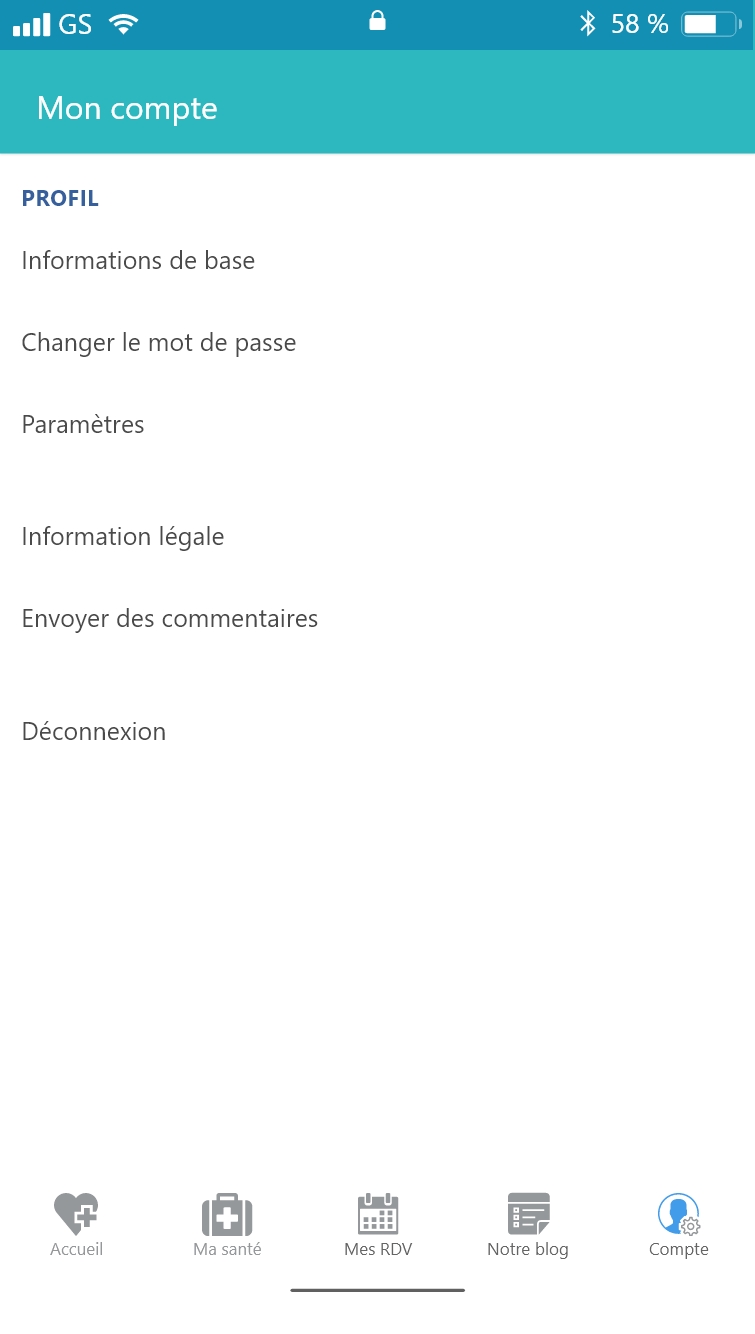 GS 58 %
Mon compte
PROFIL
Informations de base
Changer le mot de passe
Paramètres
Information légale
Envoyer des commentaires
Déconnexion
Accueil Ma santé Mes RDV Notre blog Compte